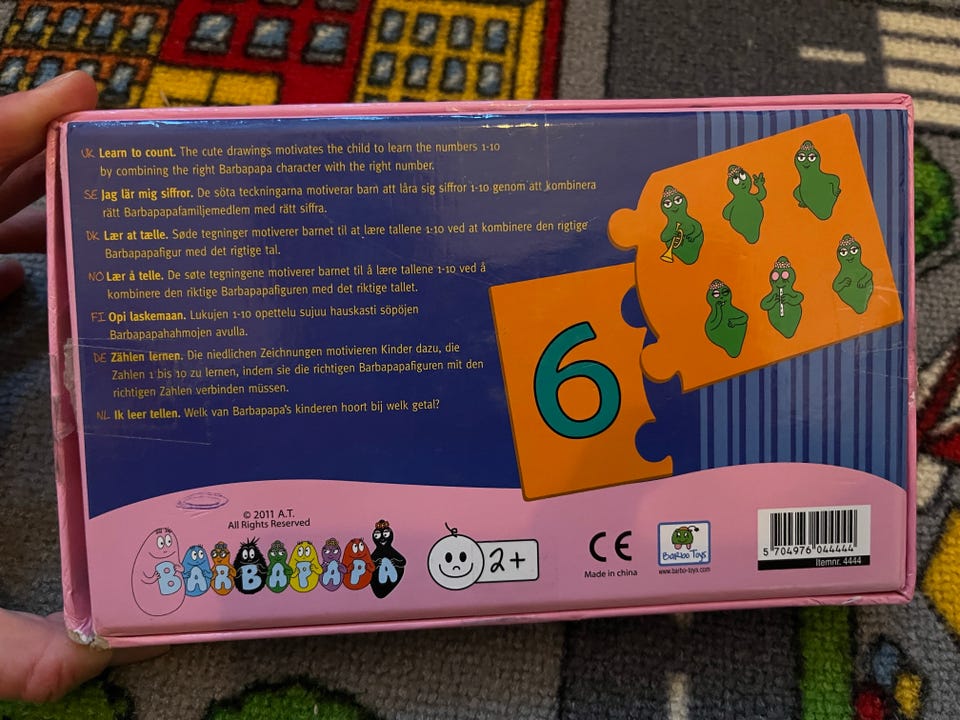 UK Learn to count. The cute drawings motivates the child to learn the numbers 1-10
by combining the right Barbapapa character with the right number.
SE Jag lär mig siffror. De söta teckningarna motiverar barn att låra sig siffror 1-10 genom att kombinera
rätt Barbapapafamiljemedlem med rätt siffra.
DK Lær at tælle. Søde tegninger motiverer barnet til at lære tallene 1-10 ved at kombinere den rigtige
Barbapapafigur med det rigtige tal.
NO Lær å telle. De søte tegningene motiverer barnet til å lære tallene 1-10 ved å
kombinere den riktige Barbapapafiguren med det riktige tallet.
FI Opi laskemaan. Lukujen 1-10 opettelu sujuu hauskasti söpöjen
Barbapapahahmojen avulla.
DE Zählen lernen. Die niedlichen Zeichnungen motivieren Kinder dazu, die
Zahlen 1 bis 10 zu lernen, indem sie die richtigen Barbapapafiguren mit den
richtigen Zahlen verbinden müssen.
NL Ik leer tellen. Welk van Barbapapa's kinderen hoort bij welk getal?
6
© 2011 A.T.
All Rights Reserved
BARBAPAPA
2+
CE
Made in china
BARBO TOYS
www.barbo-toys.com
5 704976 044444
Itemnr. 4444